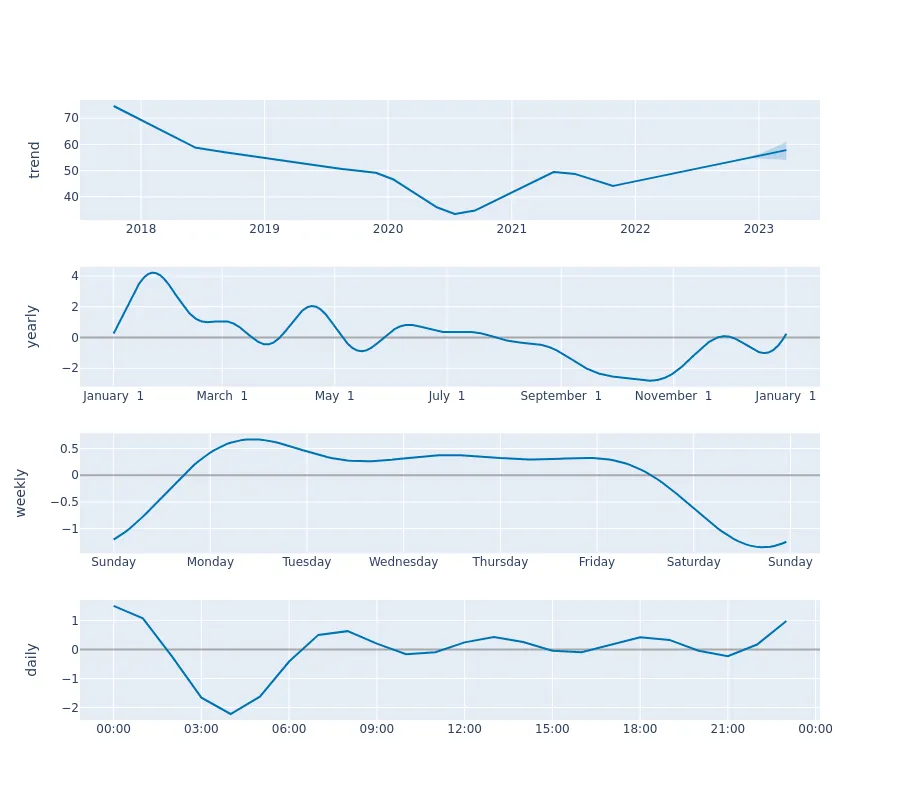 trend
70
60
50
40
2018 2019 2020 2021 2022 2023
yearly
4
2
0
−2
January 1 March 1 May 1 July 1 September 1 November 1 January 1
weekly
0.5
0
−0.5
−1
Sunday Monday Tuesday Wednesday Thursday Friday Saturday Sunday
daily
1
0
−1
−2
00:00 03:00 06:00 09:00 12:00 15:00 18:00 21:00 00:00